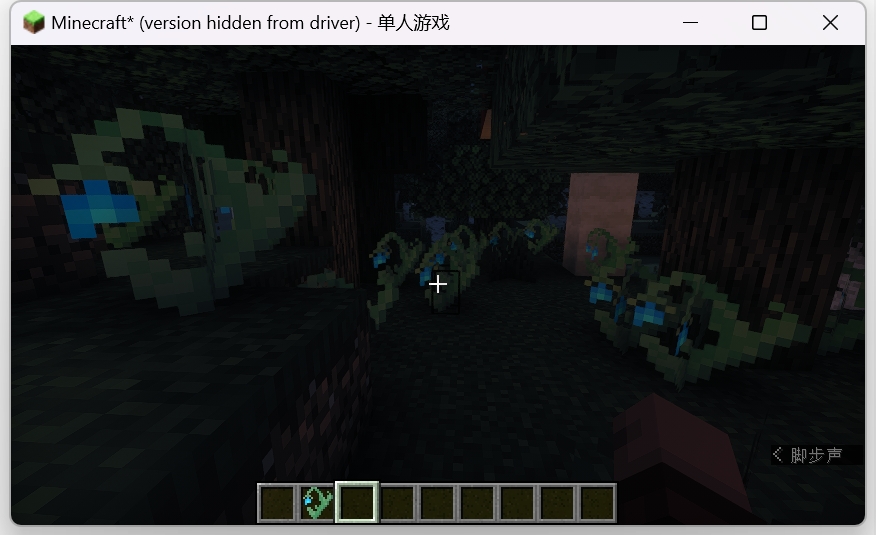 Minecraft* (version hidden from driver) - 单人游戏
< 脚步声